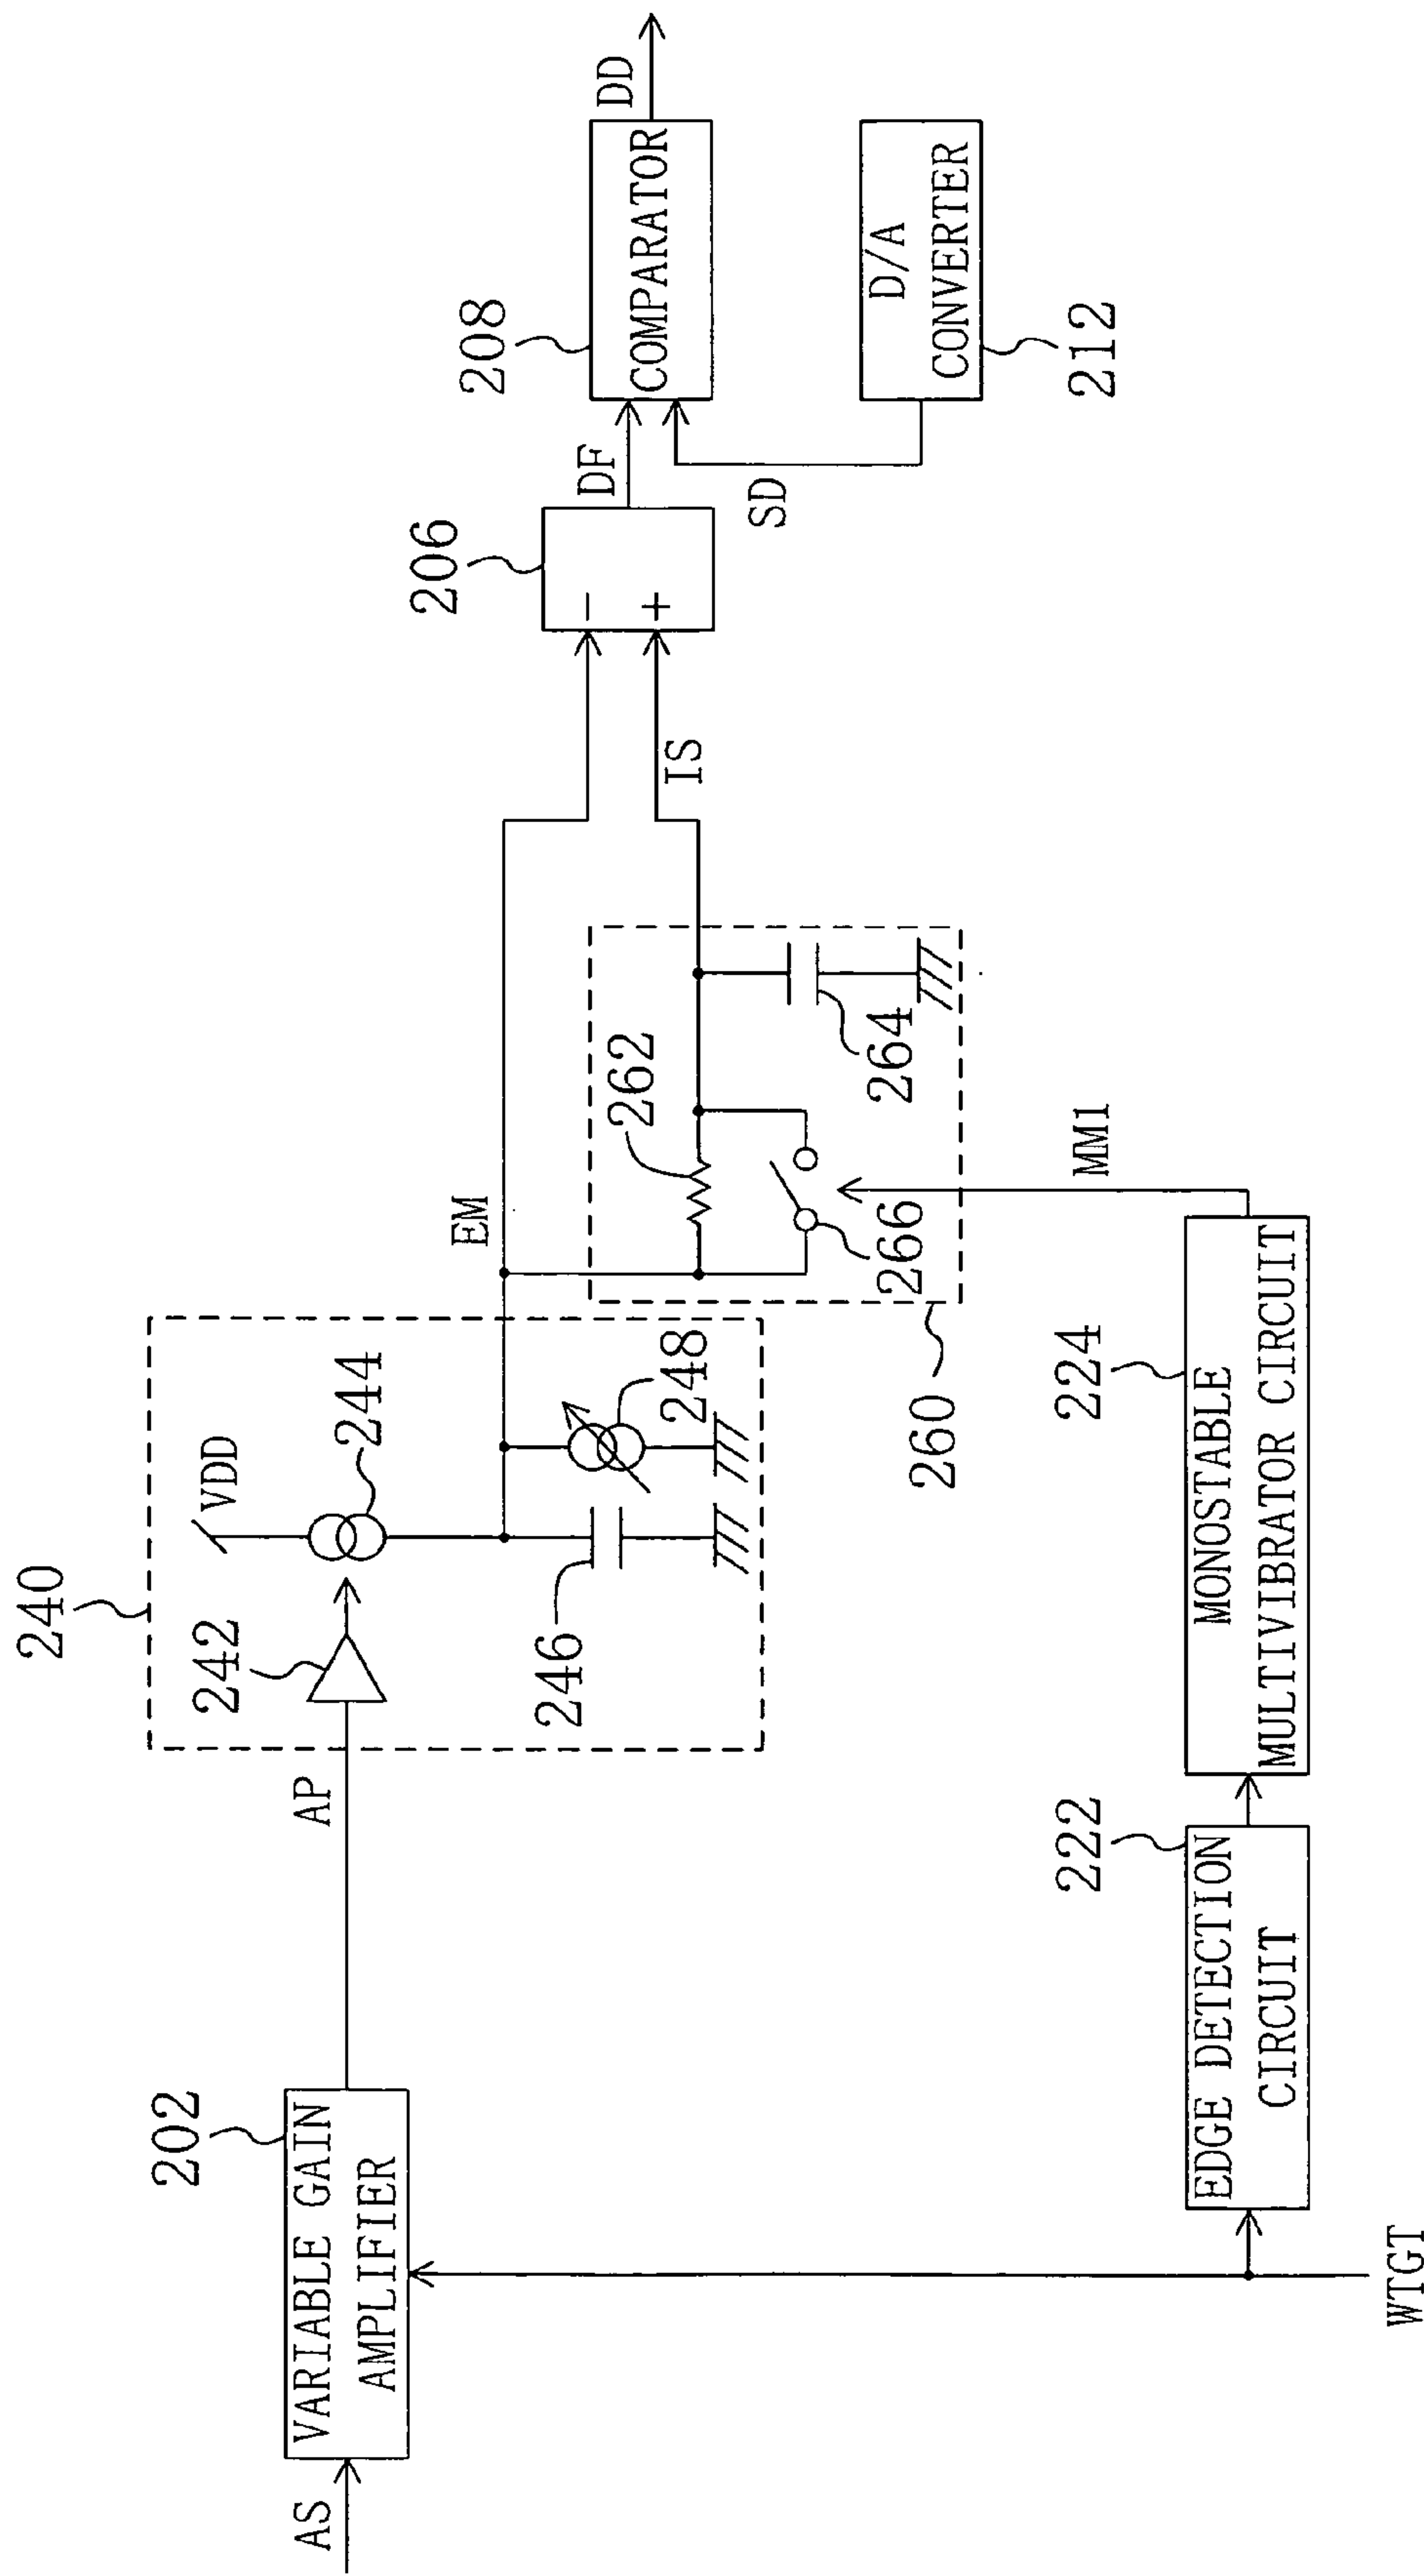 AS
202
VARIABLE GAIN
AMPLIFIER
AP
240
242
VDD
244
246
248
EM
262
264
266
260
IS
206
−
+
DF
208
COMPARATOR
DD
SD
D/A
CONVERTER
212
WTGT
222
EDGE DETECTION
CIRCUIT
224
MONOSTABLE
MULTIVIBRATOR CIRCUIT
MM1